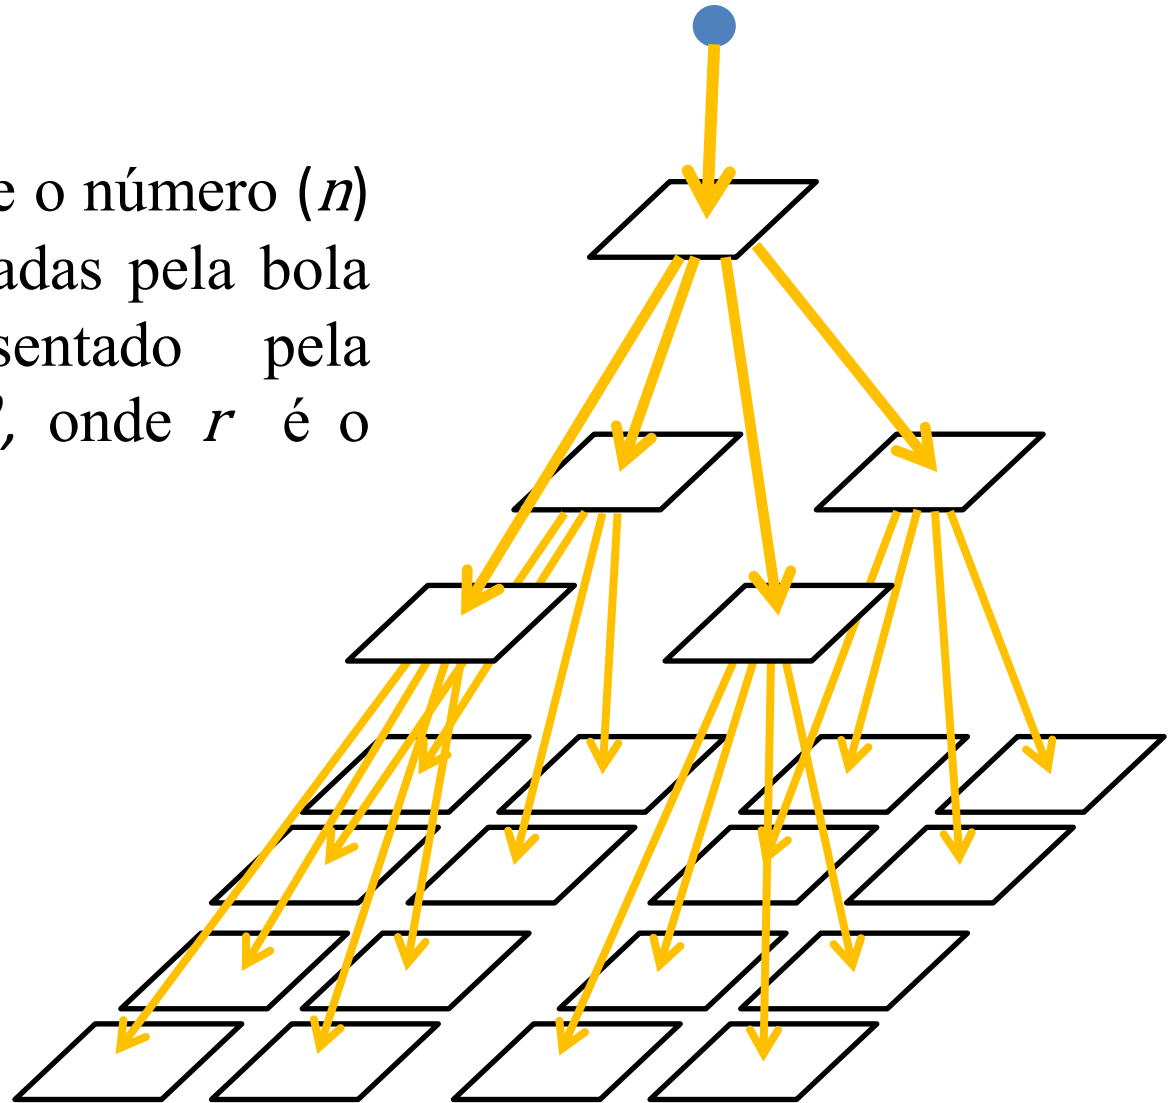 e o número (n)
adas pela bola
sentado pela
, onde r é o